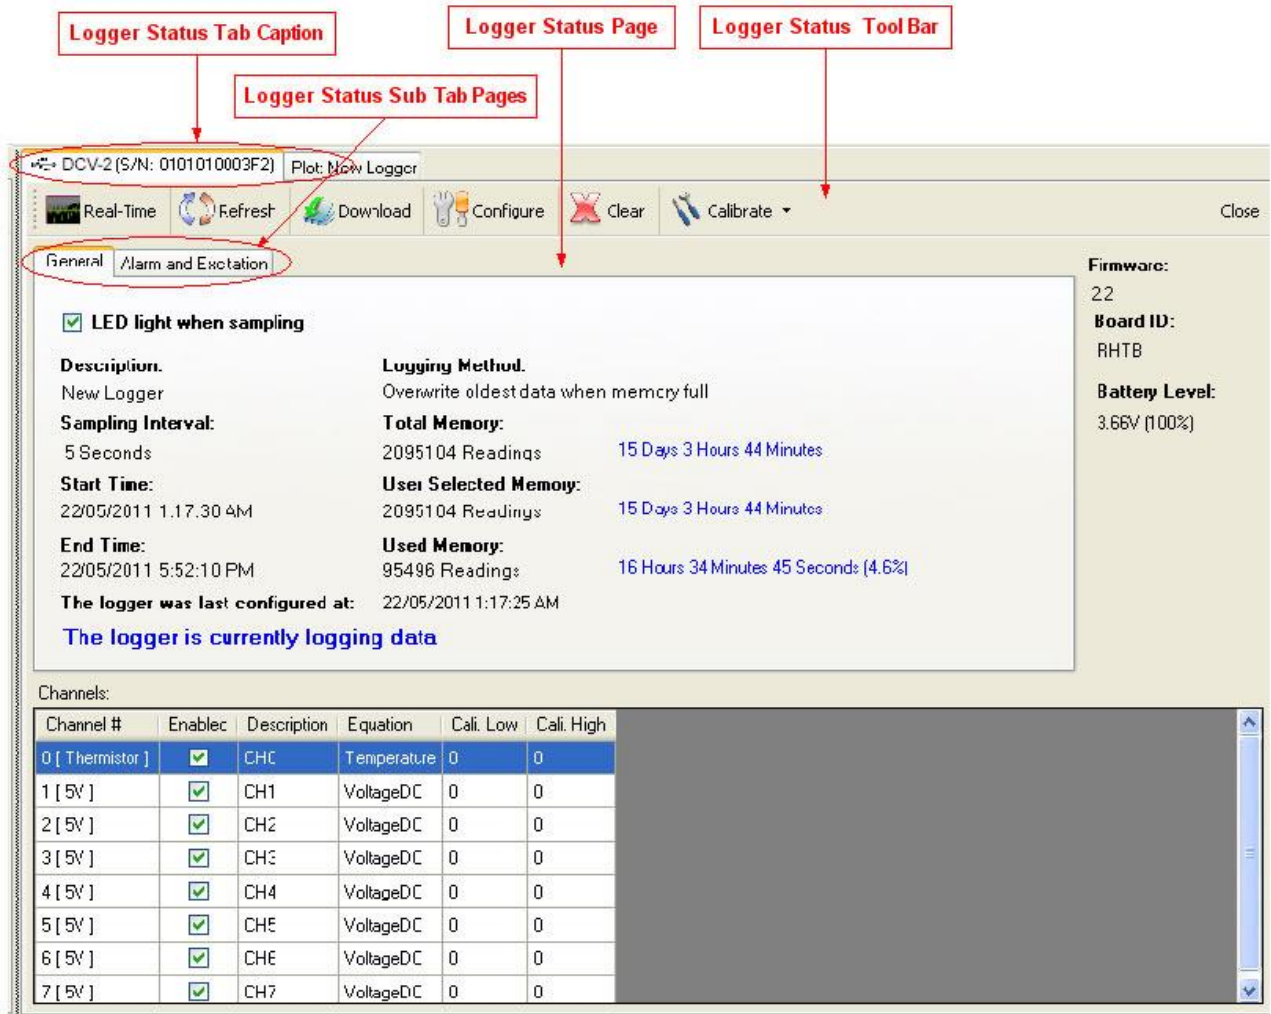 Logger Status Tab Caption
Logger Status Page
Logger Status Tool Bar
Logger Status Sub Tab Pages
DCV-2 (S/N: 0101010003F2) Plot: New Logger
Real-Time Refresh Download Configure Clear Calibrate Close
General Alarm and Excitation
Firmware:
2.2
Board ID:
RHTB
Battery Level:
3.66V (100%)
LED light when sampling
Description: Logging Method:
New Logger Overwrite oldest data when memory full
Sampling Interval: Total Memory:
5 Seconds 2095104 Readings 15 Days 3 Hours 44 Minutes
Start Time: User Selected Memory:
22/05/2011 1:17:30 AM 2095104 Readings 15 Days 3 Hours 44 Minutes
End Time: Used Memory:
22/05/2011 5:52:10 PM 95496 Readings 16 Hours 34 Minutes 45 Seconds (4.6%)
The logger was last configured at: 22/05/2011 1:17:25 AM
The logger is currently logging data
Channels:
Channel # Enabled Description Equation Cali. Low Cali. High
0 [ Thermistor ] CH0 Temperature 0 0
1 [ 5V ] CH1 VoltageDC 0 0
2 [ 5V ] CH2 VoltageDC 0 0
3 [ 5V ] CH3 VoltageDC 0 0
4 [ 5V ] CH4 VoltageDC 0 0
5 [ 5V ] CH5 VoltageDC 0 0
6 [ 5V ] CH6 VoltageDC 0 0
7 [ 5V ] CH7 VoltageDC 0 0